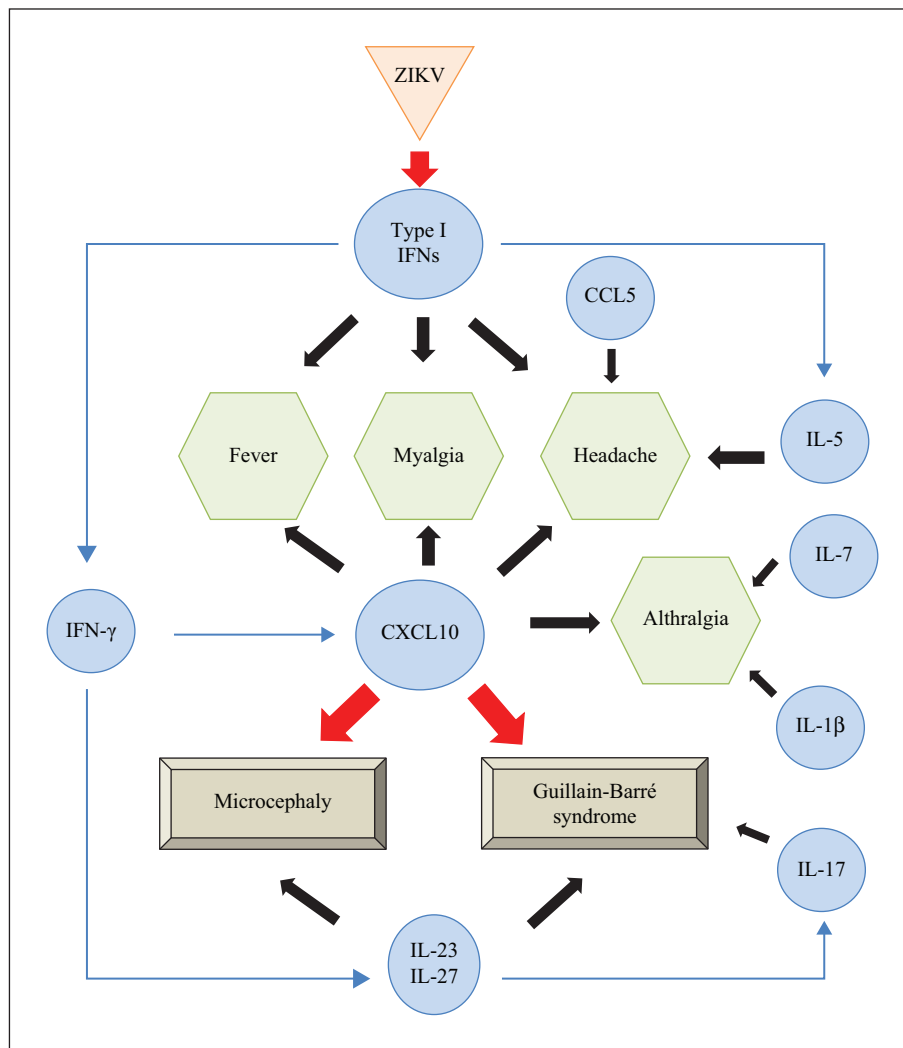 ZIKV
Type I
IFNs
CCL5
Fever
Myalgia
Headache
IL-5
IL-7
IFN-γ
CXCL10
Althralgia
IL-1β
Microcephaly
Guillain-Barré
syndrome
IL-17
IL-23
IL-27